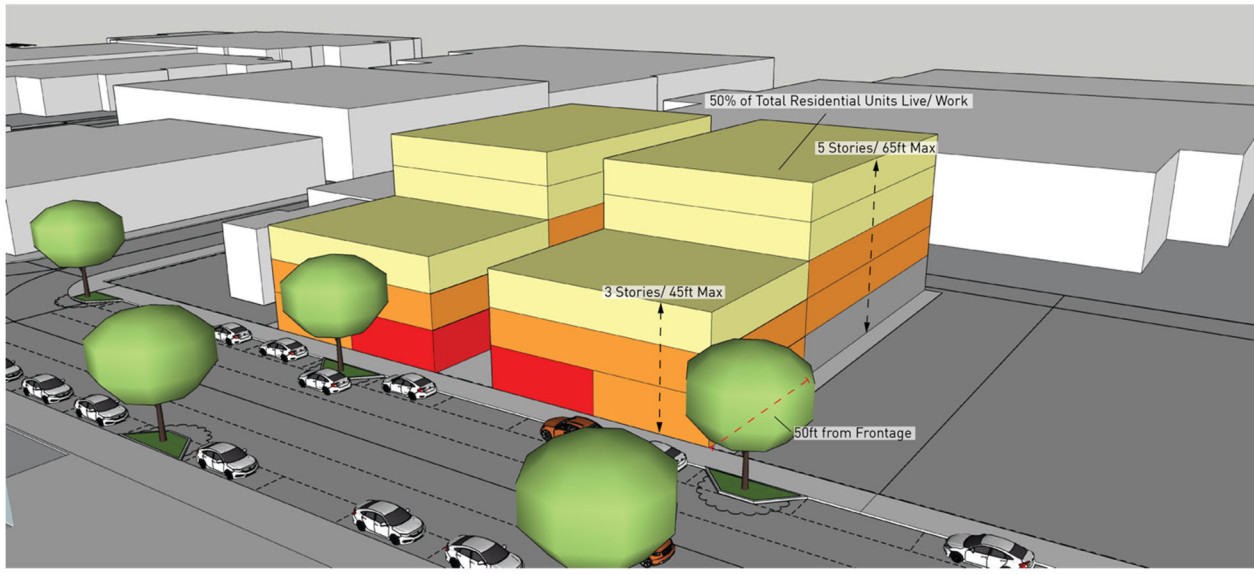 50% of Total Residential Units Live/ Work
5 Stories/ 65ft Max
3 Stories/ 45ft Max
50ft from Frontage